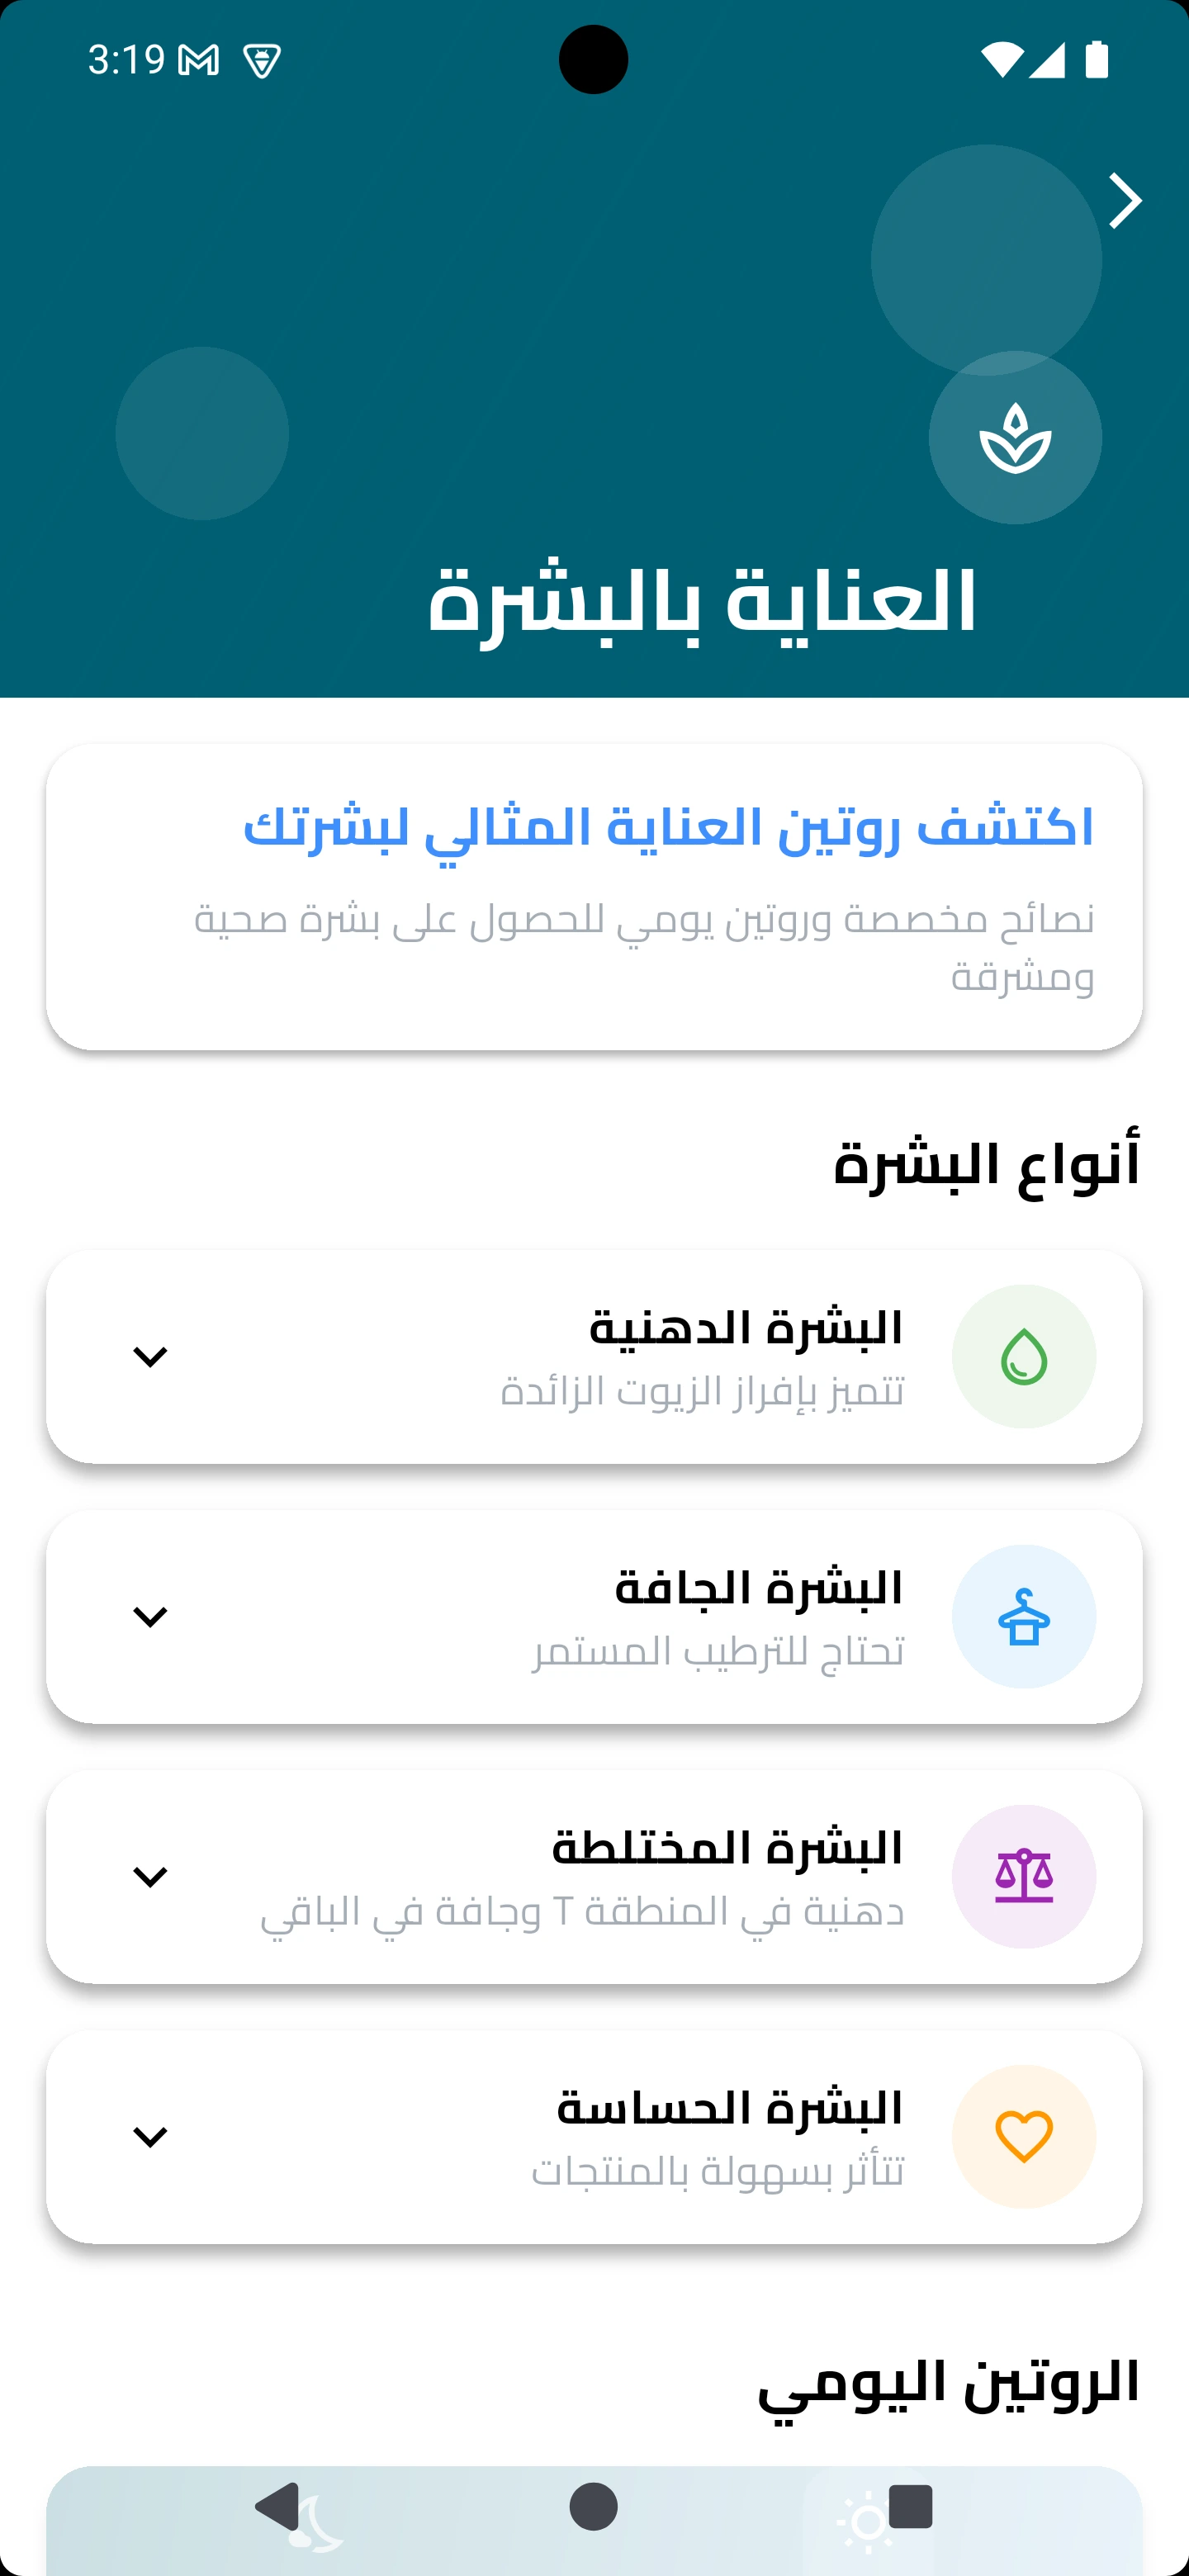 3:19
العناية بالبشرة
اكتشف روتين العناية المثالي لبشرتك
نصائح مخصصة وروتين يومي للحصول على بشرة صحية
ومشرقة
أنواع البشرة
البشرة الدهنية
تتميز بإفراز الزيوت الزائدة
البشرة الجافة
تحتاج للترطيب المستمر
البشرة المختلطة
دهنية في المنطقة T وجافة في الباقي
البشرة الحساسة
تتأثر بسهولة بالمنتجات
الروتين اليومي